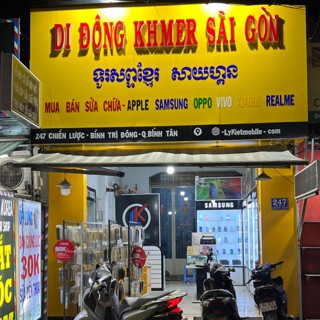 DI ĐỘNG KHMER SÀI GÒN
ទូរសព្ទខ្មែរ សាយហ្គន
MUA BÁN SỬA CHỮA-APPLE SAMSUNG OPPO VIVO XIAOMI REALME
247 CHIẾN LƯỢC - BÌNH TRỊ ĐÔNG-Q.BÌNH TÂN
-LyKietmobile - com
SAMSUNG
247
30K